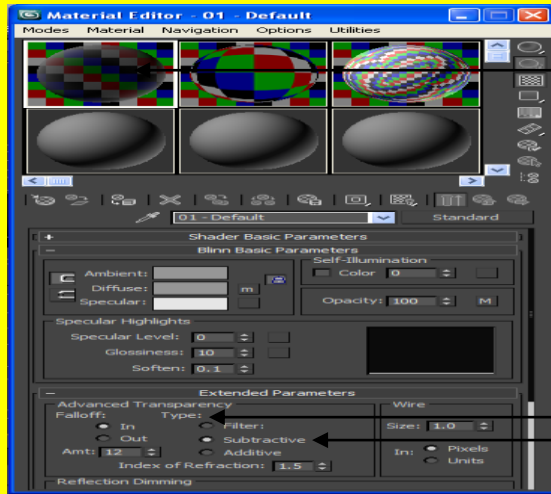 Material Editor - 01 - Default
Modes Material Navigation Options Utilities
01 - Default Standard
+ Shader Basic Parameters
- Blinn Basic Parameters
Self-Illumination
Ambient: Color 0
Diffuse: m
Specular: Opacity: 100 M
Specular Highlights
Specular Level: 0
Glossiness: 10
Soften: 0.1
- Extended Parameters
Advanced Transparency Wire
Falloff: Type: Size: 1.0
In Filter:
Out Subtractive In: Pixels
Amt: 12 Additive Units
Index of Refraction: 1.5
Reflection Dimming